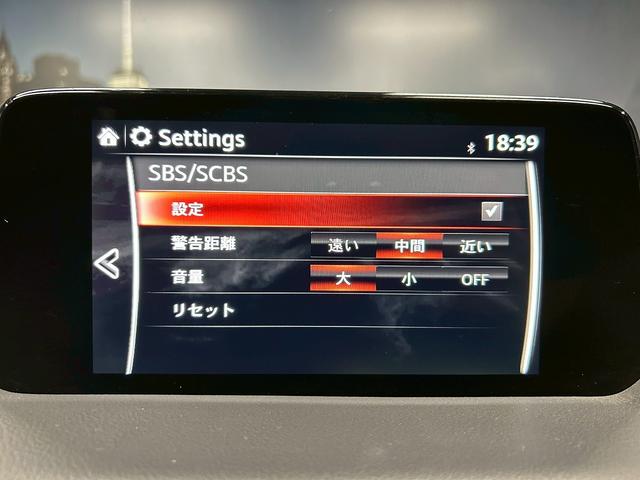 Settings 18:39
SBS/SCBS
設定
警告距離 遠い 中間 近い
音量 大 小 OFF
リセット